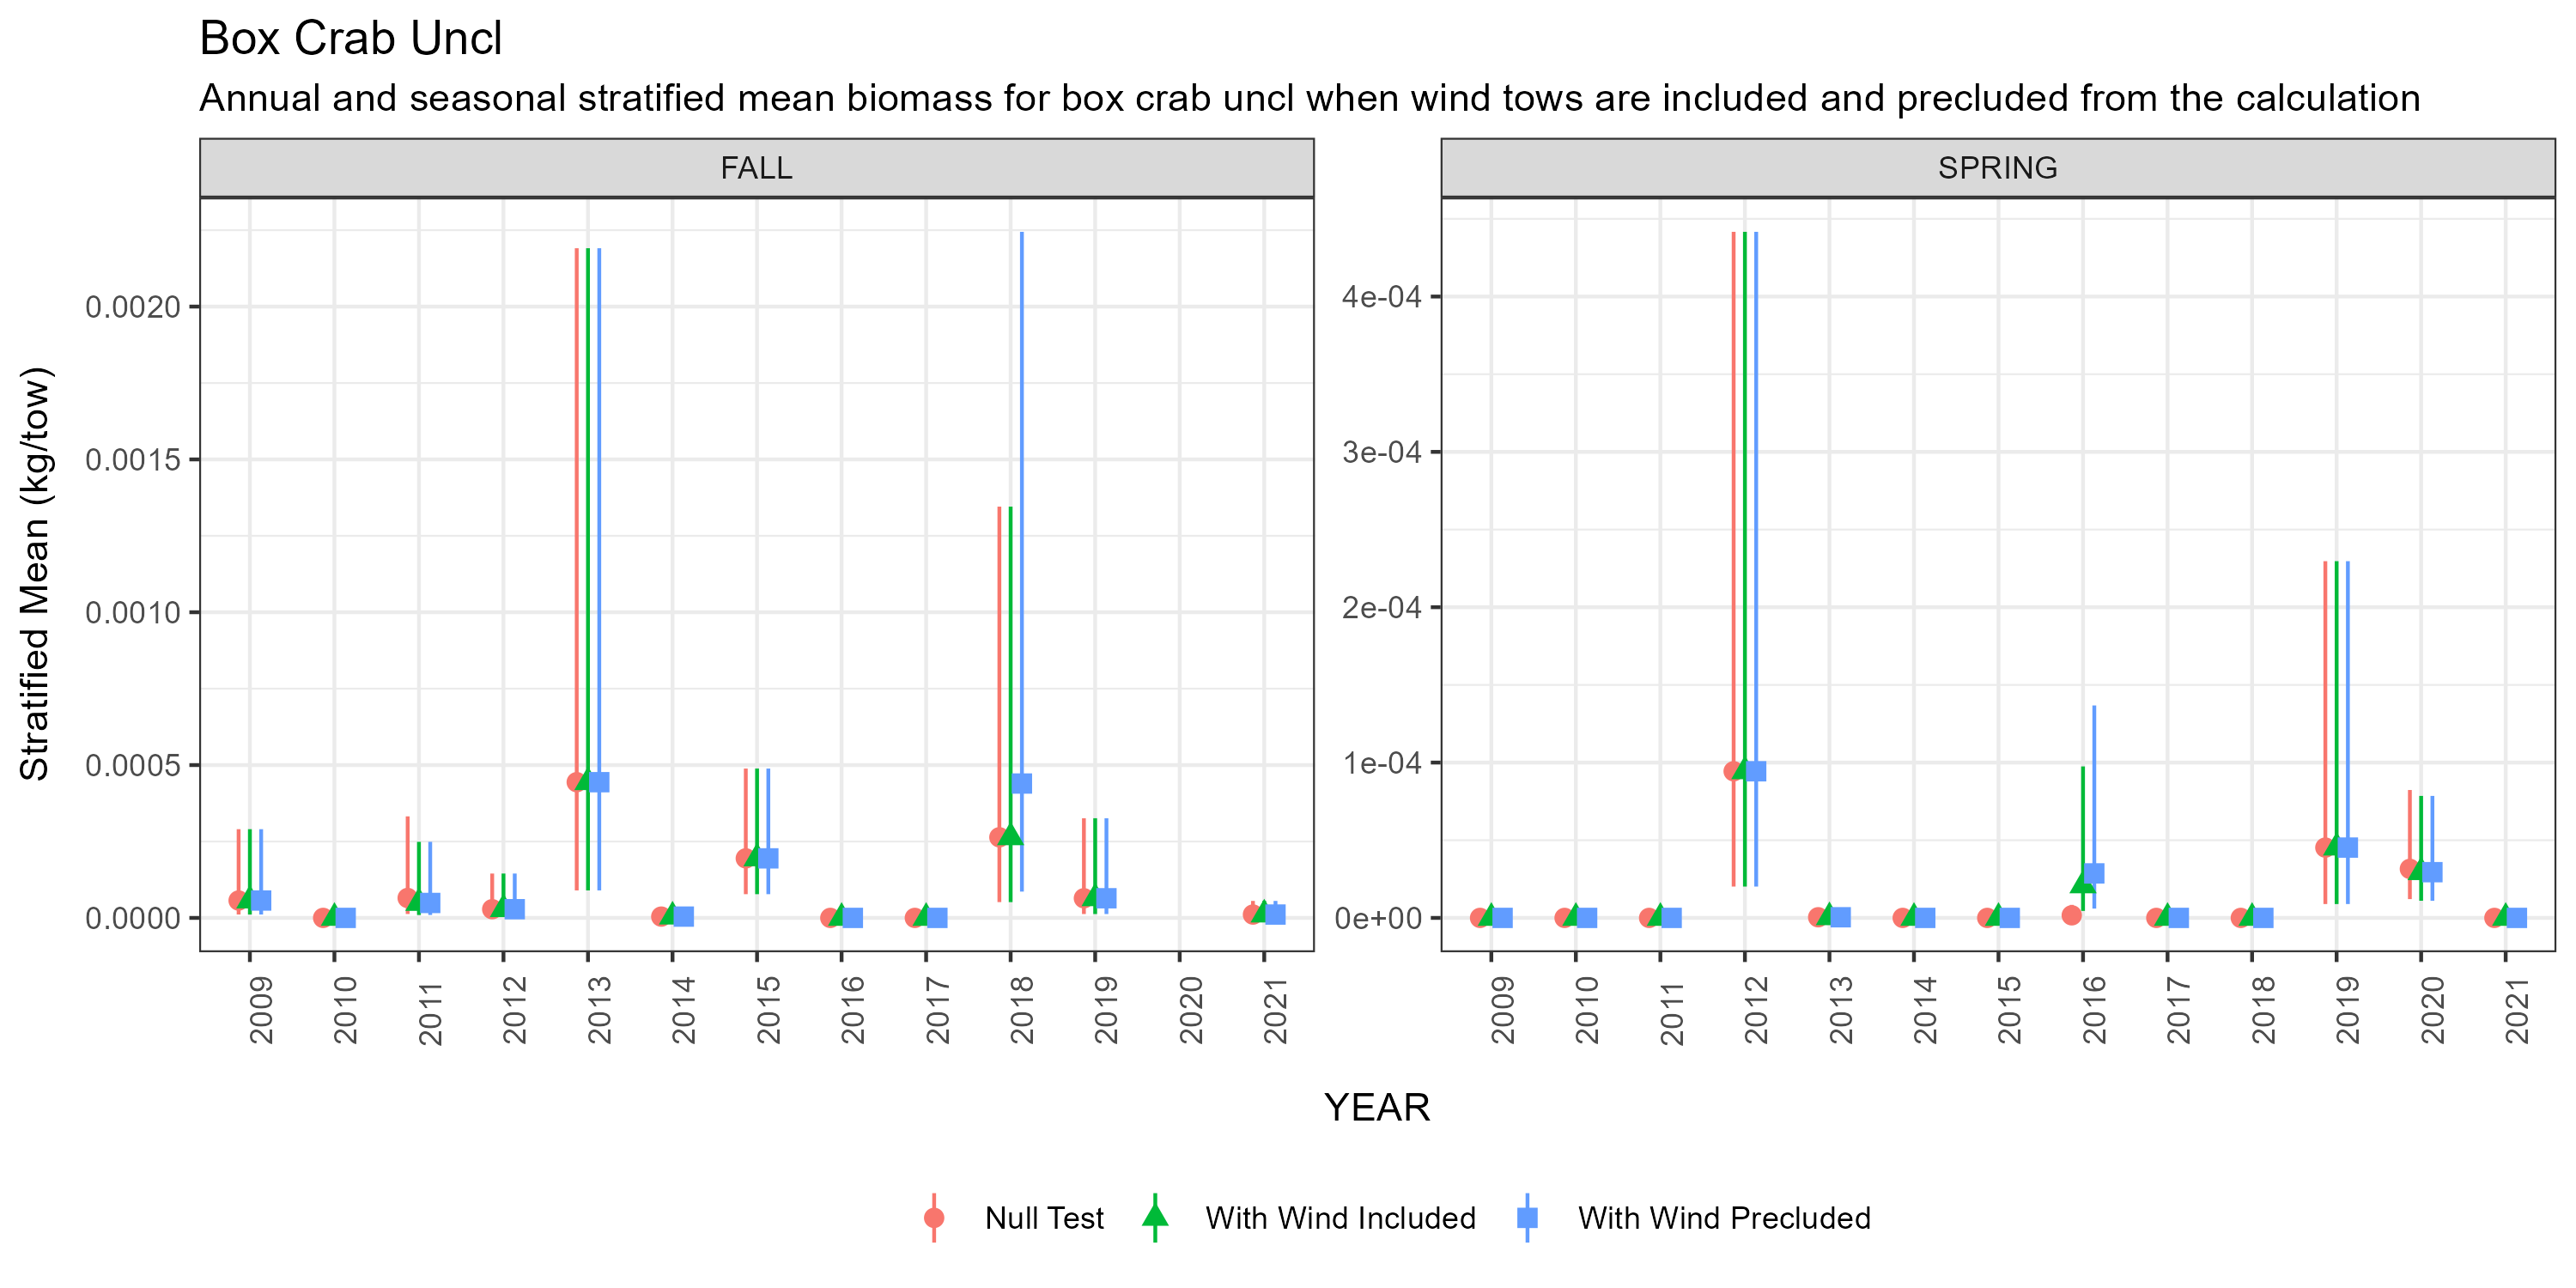 Box Crab Uncl
Annual and seasonal stratified mean biomass for box crab uncl when wind tows are included and precluded from the calculation
FALL
SPRING
Stratified Mean (kg/tow)
0.0020
0.0015
0.0010
0.0005
0.0000
4e-04
3e-04
2e-04
1e-04
0e+00
2009 2010 2011 2012 2013 2014 2015 2016 2017 2018 2019 2020 2021
2009 2010 2011 2012 2013 2014 2015 2016 2017 2018 2019 2020 2021
YEAR
Null Test With Wind Included With Wind Precluded